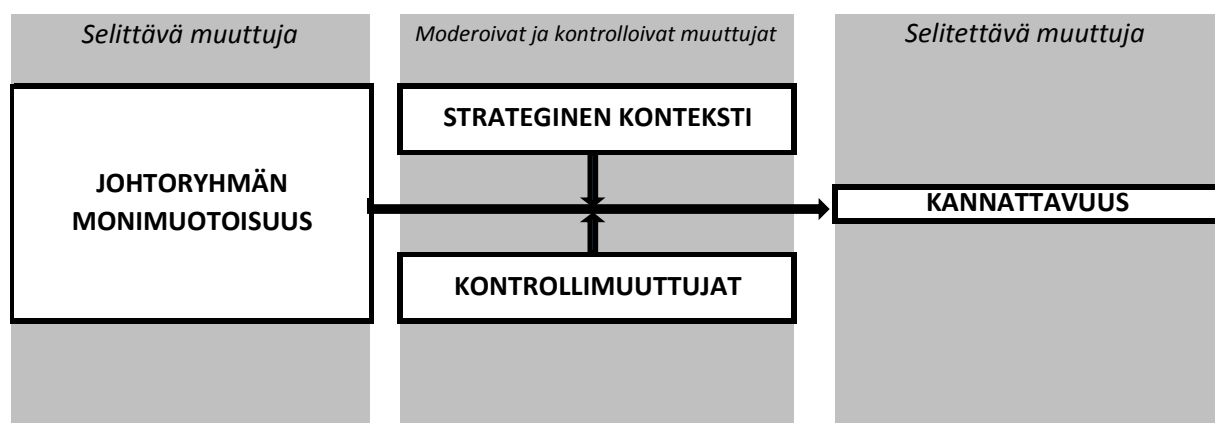 Selittävä muuttuja
Moderoivat ja kontrolloivat muuttujat
Selitettävä muuttuja
STRATEGINEN KONTEKSTI
JOHTORYHMÄN
MONIMUOTOISUUS
KANNATTAVUUS
KONTROLLIMUUTTUJAT